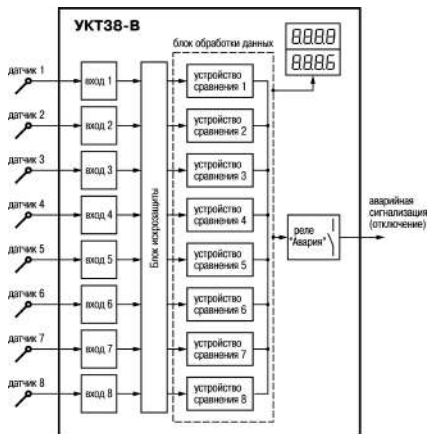 УКТ38-В
блок обработки данных
8.8.8.8
8.8.8.6
датчик 1
вход 1
устройство
сравнения 1
датчик 2
вход 2
устройство
сравнения 2
датчик 3
вход 3
устройство
сравнения 3
датчик 4
вход 4
устройство
сравнения 4
Блок искрозащиты
реле
"Авария"
аварийная
сигнализация
(отключение)
датчик 5
вход 5
устройство
сравнения 5
датчик 6
вход 6
устройство
сравнения 6
датчик 7
вход 7
устройство
сравнения 7
датчик 8
вход 8
устройство
сравнения 8